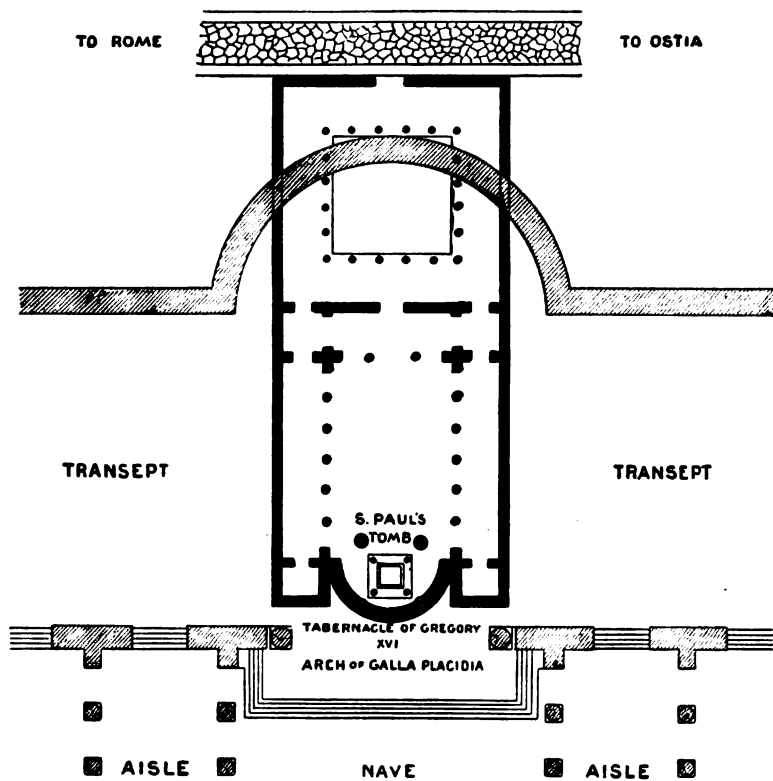 TO ROME
TO OSTIA
TRANSEPT
TRANSEPT
S. PAUL'S
TOMB
TABERNACLE OF GREGORY
XVI
ARCH OF GALLA PLACIDIA
AISLE
NAVE
AISLE